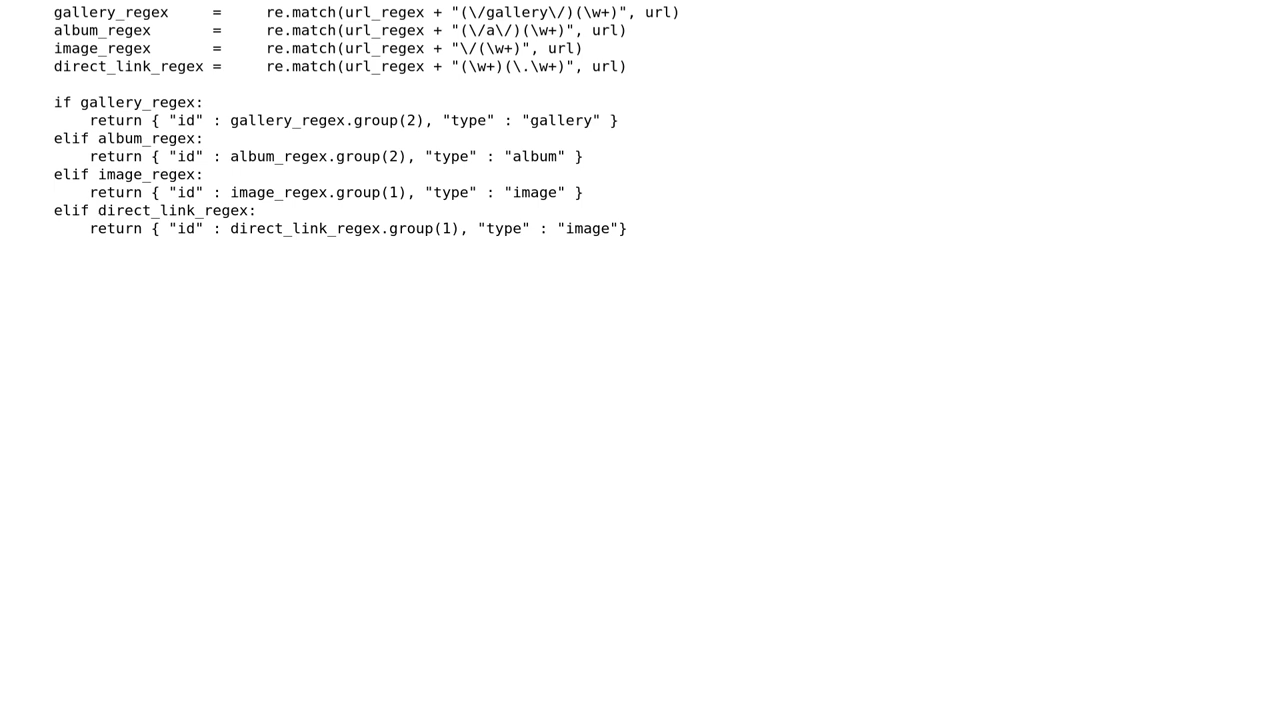 gallery_regex     =     re.match(url_regex + "(\/gallery\/)(\w+)", url)
album_regex       =     re.match(url_regex + "(\/a\/)(\w+)", url)
image_regex       =     re.match(url_regex + "\/(\w+)", url)
direct_link_regex =     re.match(url_regex + "(\w+)(\.\w+)", url)

if gallery_regex:
    return { "id" : gallery_regex.group(2), "type" : "gallery" }
elif album_regex:
    return { "id" : album_regex.group(2), "type" : "album" }
elif image_regex:
    return { "id" : image_regex.group(1), "type" : "image" }
elif direct_link_regex:
    return { "id" : direct_link_regex.group(1), "type" : "image"}